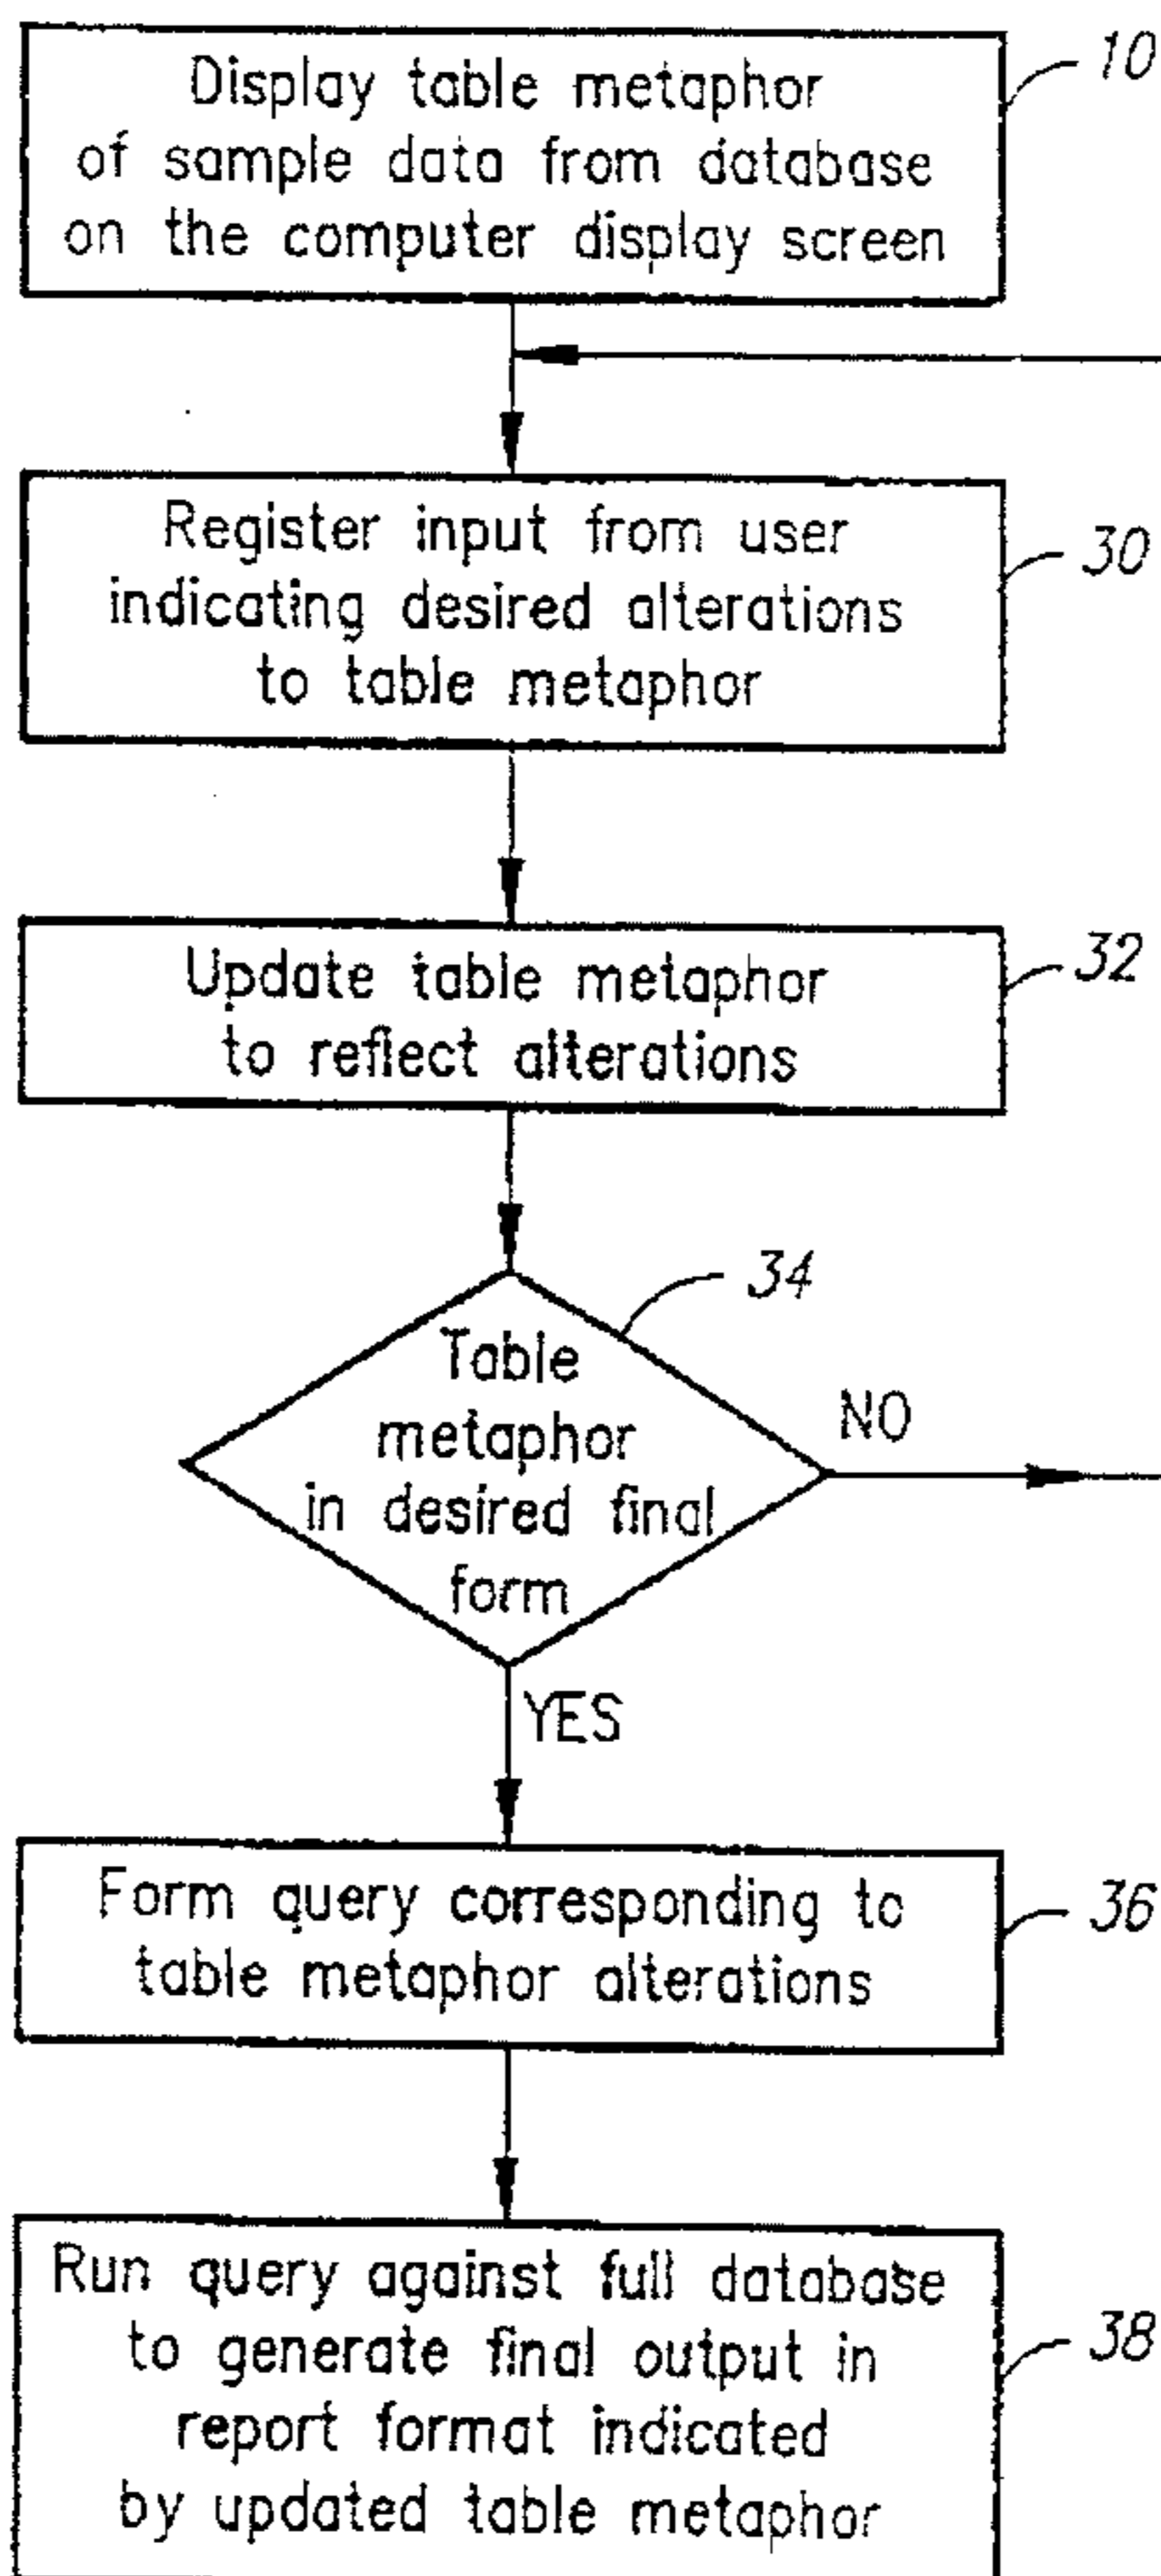 Display table metaphor
of sample data from database
on the computer display screen
10
Register input from user
indicating desired alterations
to table metaphor
30
Update table metaphor
to reflect alterations
32
34
Table
metaphor
in desired final
form
NO
YES
Form query corresponding to
table metaphor alterations
36
Run query against full database
to generate final output in
report format indicated
by updated table metaphor
38